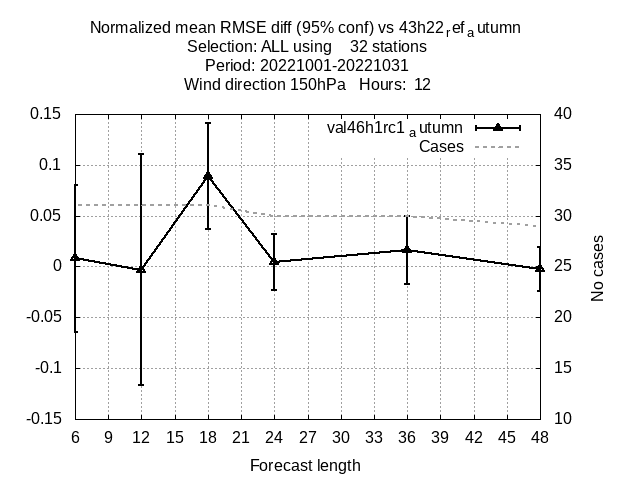 Normalized mean RMSE diff (95% conf) vs 43h22refautumn
Selection: ALL using 32 stations
Period: 20221001-20221031
Wind direction 150hPa Hours: 12
0.15
0.1
0.05
0
-0.05
-0.1
-0.15
val46h1rc1autumn
Cases
40
35
30
25
20
15
10
No cases
6 9 12 15 18 21 24 27 30 33 36 39 42 45 48
Forecast length